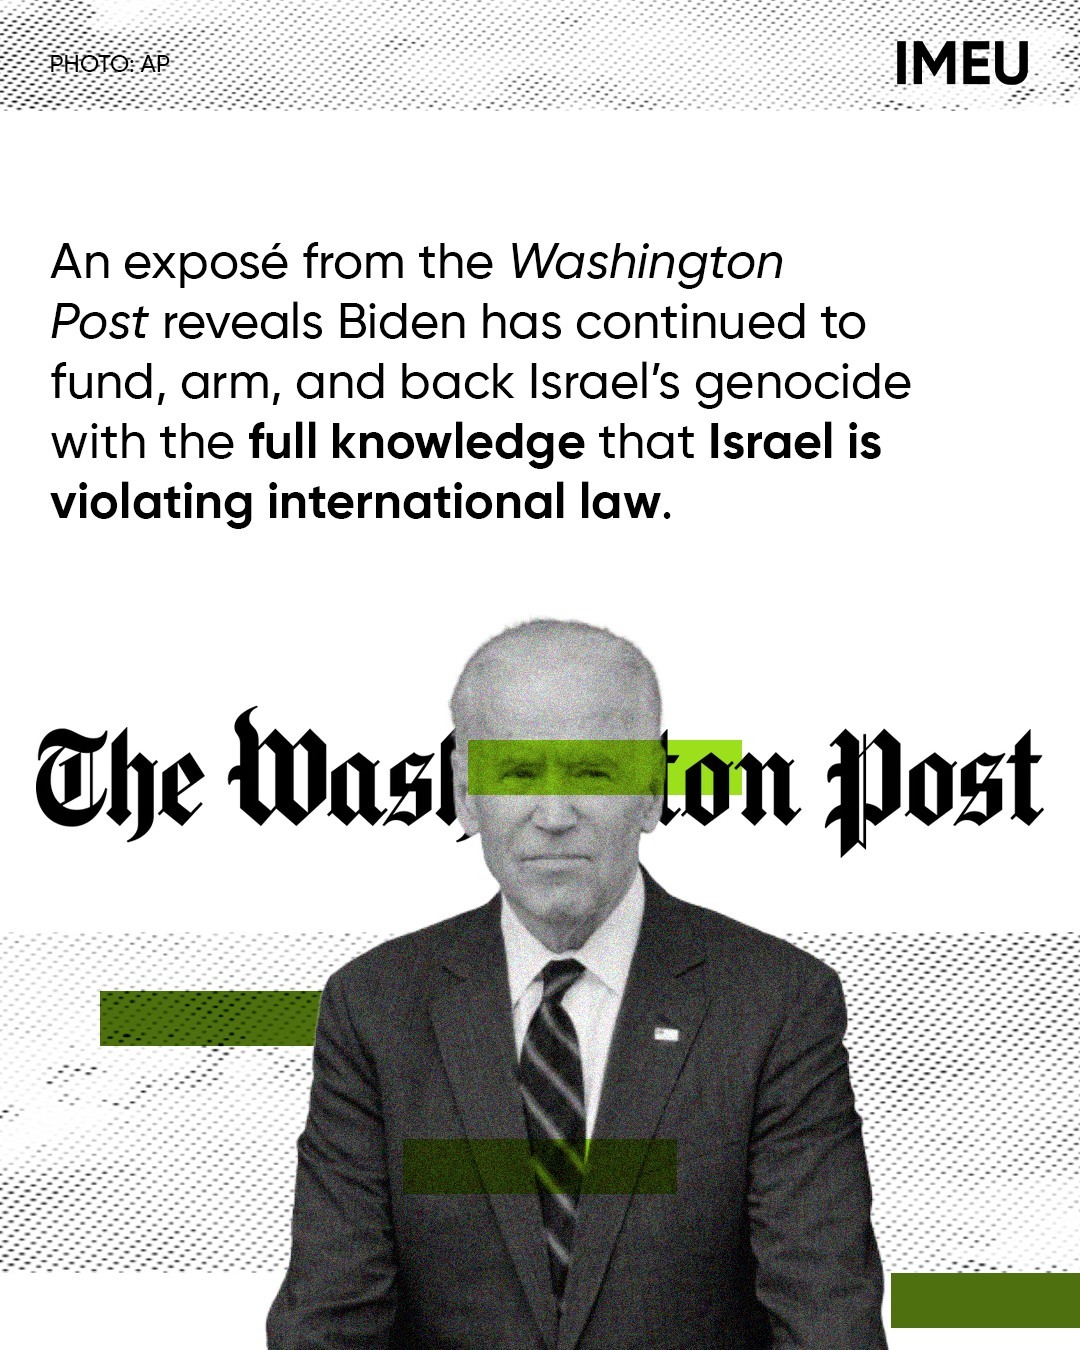 PHOTO: AP
IMEU
An exposé from the Washington
Post reveals Biden has continued to
fund, arm, and back Israel’s genocide
with the full knowledge that Israel is
violating international law.
The Wash ton Post